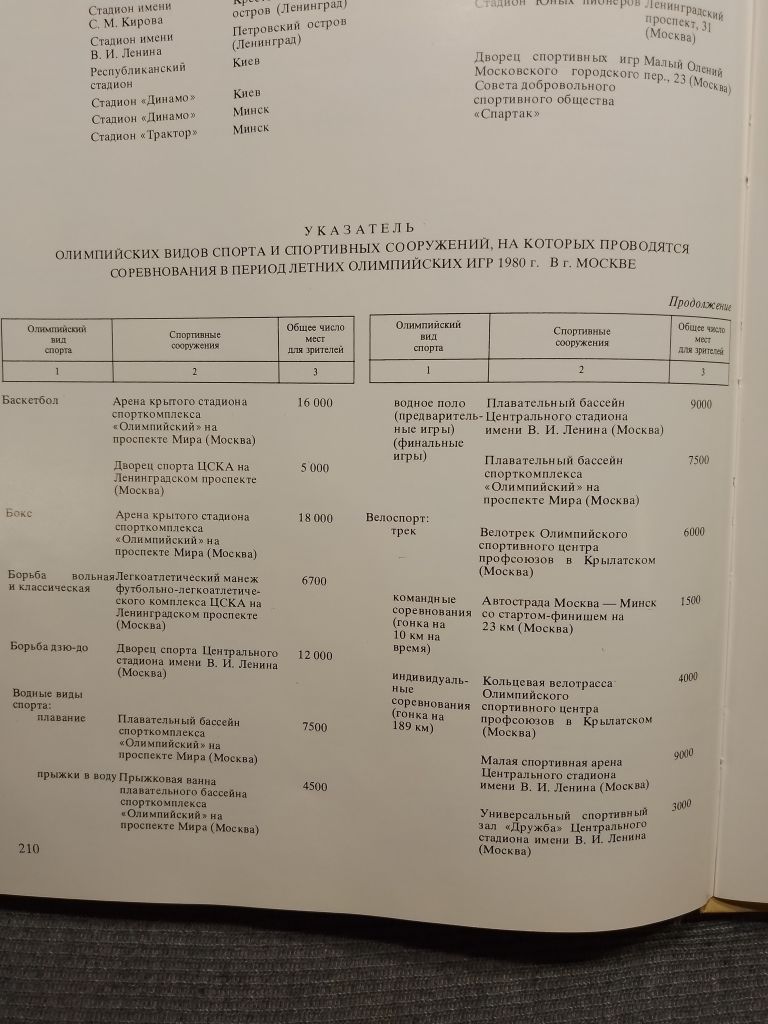 Стадион имени
С. М. Кирова
остров (Ленинград)
Стадион имени
В. И. Ленина
Петровский остров
(Ленинград)
Республиканский
стадион
Киев
Стадион «Динамо»
Киев
Стадион «Динамо»
Минск
Стадион «Трактор»
Минск
Стадион Юных пионеров
Ленинградский
проспект, 31
(Москва)
Дворец спортивных игр
Московского городского
Совета добровольного
спортивного общества
«Спартак»
Малый Олений
пер., 23 (Москва)
УКАЗАТЕЛЬ
ОЛИМПИЙСКИХ ВИДОВ СПОРТА И СПОРТИВНЫХ СООРУЖЕНИЙ, НА КОТОРЫХ ПРОВОДЯТСЯ
СОРЕВНОВАНИЯ В ПЕРИОД ЛЕТНИХ ОЛИМПИЙСКИХ ИГР 1980 г. В г. МОСКВЕ
Продолжение
Олимпийский
вид
спорта
Спортивные
сооружения
Общее число
мест
для зрителей
1
2
3
Баскетбол
Арена крытого стадиона
спорткомплекса
«Олимпийский» на
проспекте Мира (Москва)
16 000
Дворец спорта ЦСКА на
Ленинградском проспекте
(Москва)
5 000
Бокс
Арена крытого стадиона
спорткомплекса
«Олимпийский» на
проспекте Мира (Москва)
18 000
Борьба вольная
и классическая
Легкоатлетический манеж
футбольно-легкоатлетиче-
ского комплекса ЦСКА на
Ленинградском проспекте
(Москва)
6700
Борьба дзю-до
Дворец спорта Центрального
стадиона имени В. И. Ленина
(Москва)
12 000
Водные виды
спорта:
плавание
Плавательный бассейн
спорткомплекса
«Олимпийский» на
проспекте Мира (Москва)
7500
прыжки в воду
Прыжковая ванна
плавательного бассейна
спорткомплекса
«Олимпийский» на
проспекте Мира (Москва)
4500
210
Олимпийский
вид
спорта
Спортивные
сооружения
Общее число
мест
для зрителей
1
2
3
водное поло
(предваритель-
ные игры)
(финальные
игры)
Плавательный бассейн
Центрального стадиона
имени В. И. Ленина (Москва)
9000
Плавательный бассейн
спорткомплекса
«Олимпийский» на
проспекте Мира (Москва)
7500
Велоспорт:
трек
Велотрек Олимпийского
спортивного центра
профсоюзов в Крылатском
(Москва)
6000
командные
соревнования
(гонка на
10 км на
время)
Автострада Москва — Минск
со стартом-финишем на
23 км (Москва)
1500
индивидуаль-
ные
соревнования
(гонка на
189 км)
Кольцевая велотрасса
Олимпийского
спортивного центра
профсоюзов в Крылатском
(Москва)
4000
Малая спортивная арена
Центрального стадиона
имени В. И. Ленина (Москва)
9000
Универсальный спортивный
зал «Дружба» Центрального
стадиона имени В. И. Ленина
(Москва)
3000